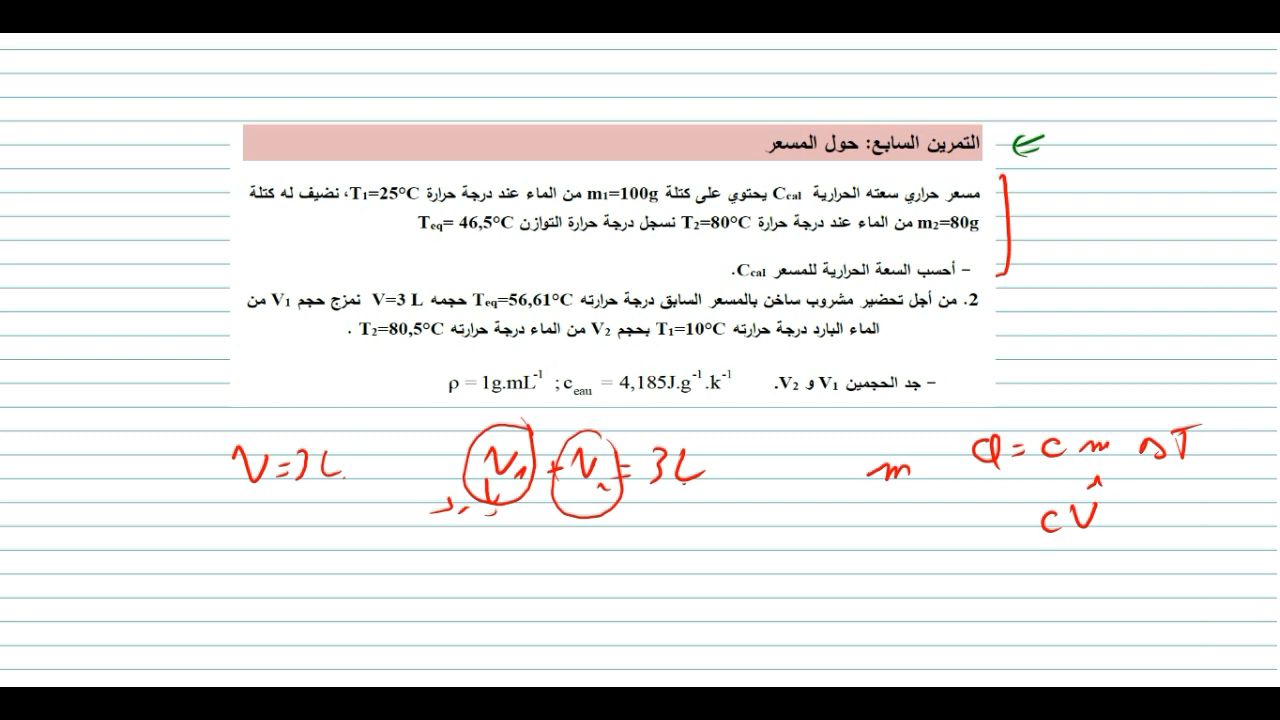 التمرين السابع: حول المسعر
مسعر حراري سعته الحرارية Ccal يحتوي على كتلة m1=100g من الماء عند درجة حرارة T1=25°C، نضيف له كتلة
m2=80g من الماء عند درجة حرارة T2=80°C نسجل درجة حرارة التوازن Teq= 46,5°C
- أحسب السعة الحرارية للمسعر Ccal.
2. من أجل تحضير مشروب ساخن بالمسعر السابق درجة حرارته Teq=56,61°C حجمه V=3 L نمزج حجم V1 من
الماء البارد درجة حرارته T1=10°C بحجم V2 من الماء درجة حرارته T2=80,5°C .
- جد الحجمين V1 و V2. ρ = 1g.mL-1 ; ceau = 4,185J.g-1.k-1
V=3L V1 + V2 = 3L m Q = c m ΔT
بارد
c V